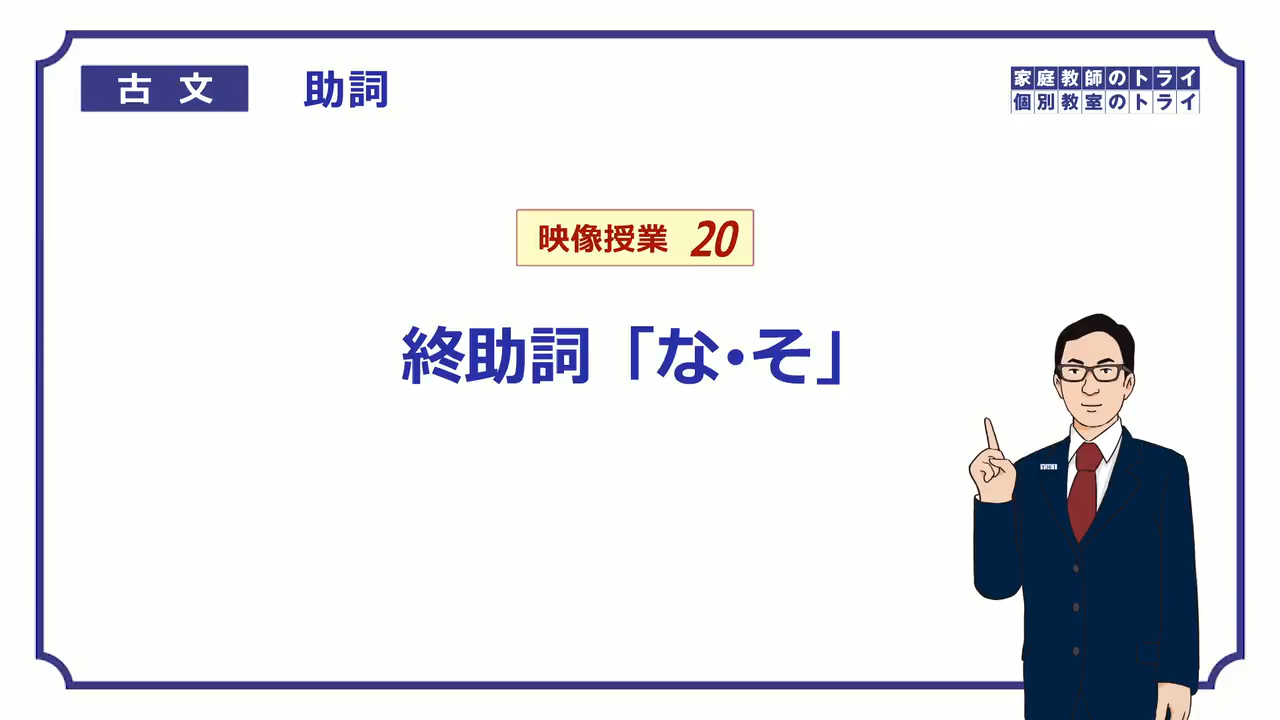 古文 助詞
家庭教師のトライ
個別教室のトライ
映像授業 20
終助詞「な・そ」